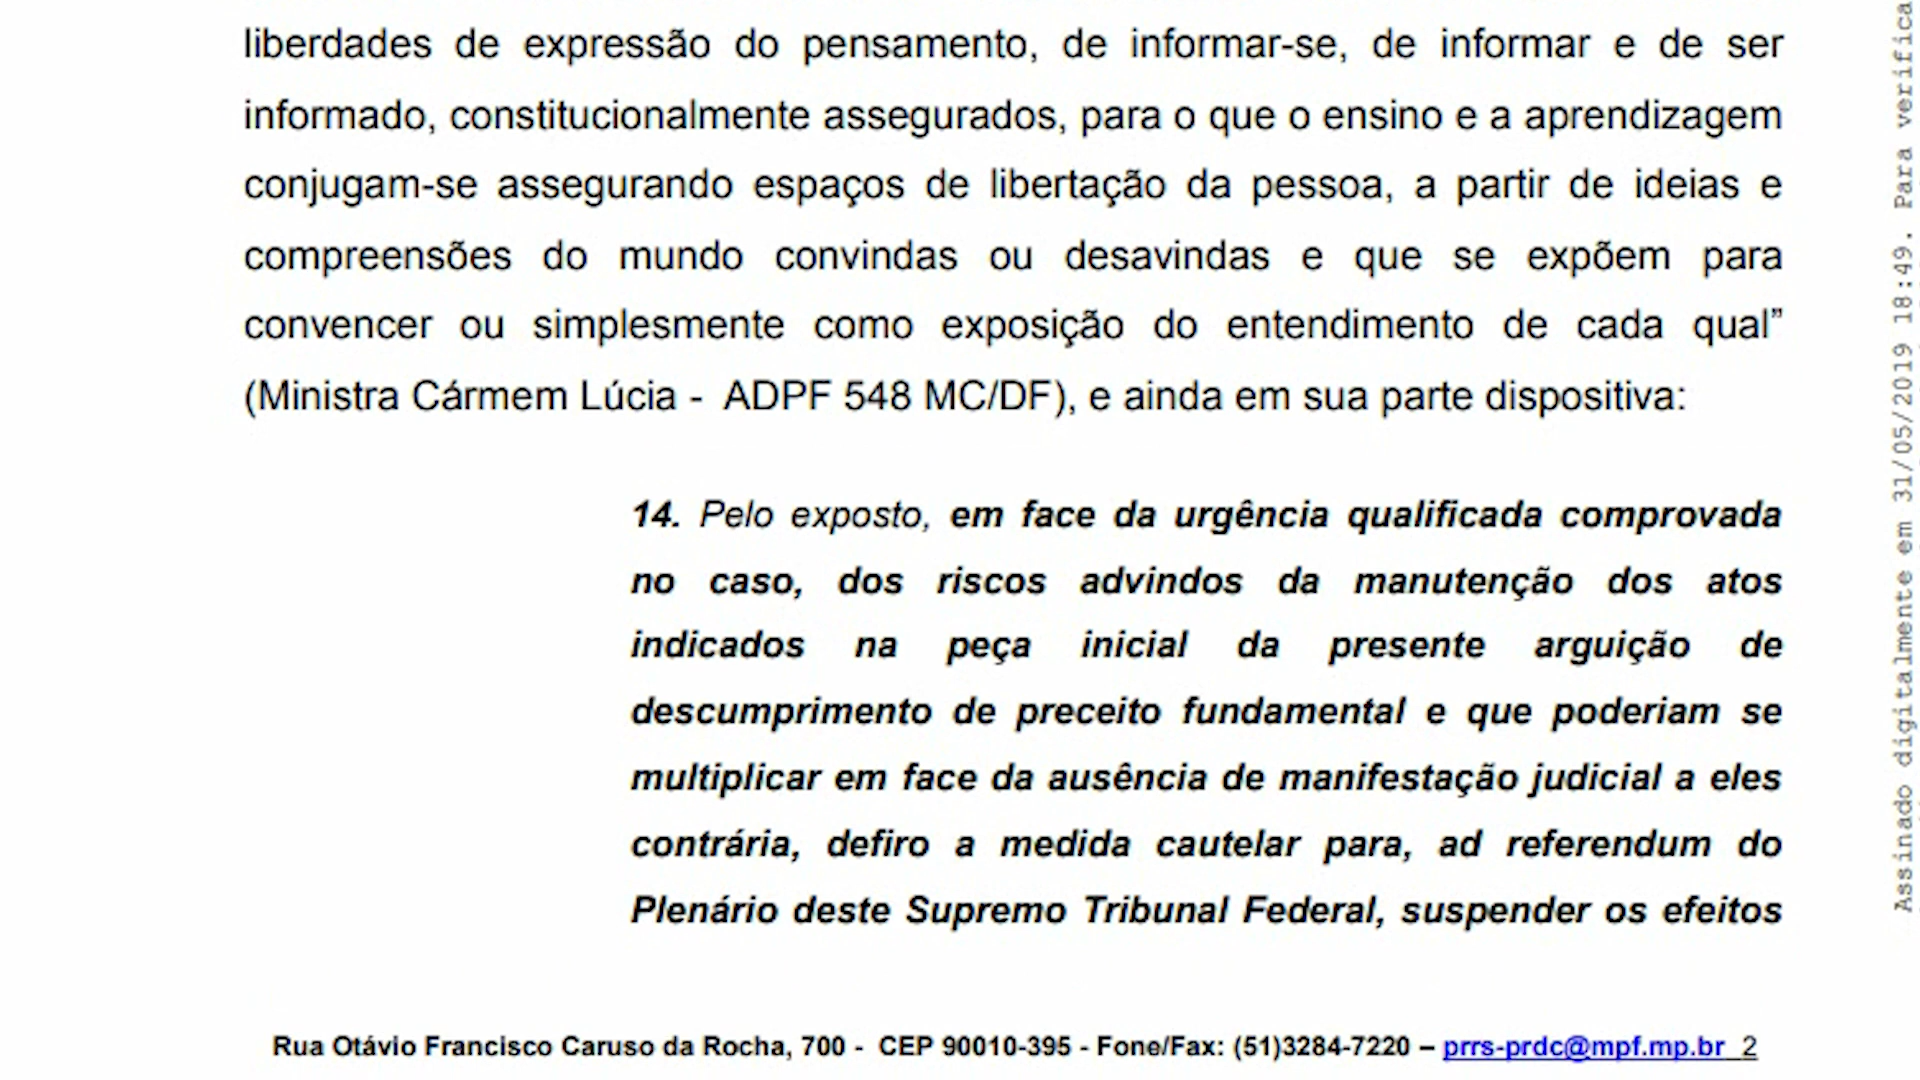 liberdades de expressão do pensamento, de informar-se, de informar e de ser
informado, constitucionalmente assegurados, para o que o ensino e a aprendizagem
conjugam-se assegurando espaços de libertação da pessoa, a partir de ideias e
compreensões do mundo convindas ou desavindas e que se expõem para
convencer ou simplesmente como exposição do entendimento de cada qual”
(Ministra Cármem Lúcia - ADPF 548 MC/DF), e ainda em sua parte dispositiva:
14. Pelo exposto, em face da urgência qualificada comprovada
no caso, dos riscos advindos da manutenção dos atos
indicados na peça inicial da presente arguição de
descumprimento de preceito fundamental e que poderiam se
multiplicar em face da ausência de manifestação judicial a eles
contrária, defiro a medida cautelar para, ad referendum do
Plenário deste Supremo Tribunal Federal, suspender os efeitos
Rua Otávio Francisco Caruso da Rocha, 700 - CEP 90010-395 - Fone/Fax: (51)3284-7220 – prrs-prdc@mpf.mp.br 2
Assinado digitalmente em 31/05/2019 18:49. Para verifica